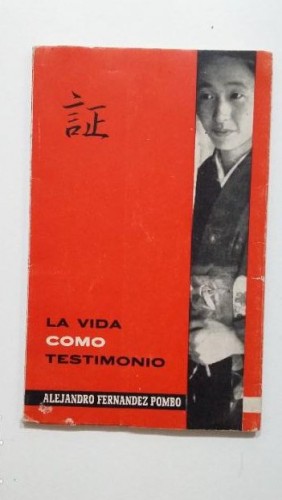 証
LA VIDA
COMO
TESTIMONIO
ALEJANDRO FERNANDEZ POMBO